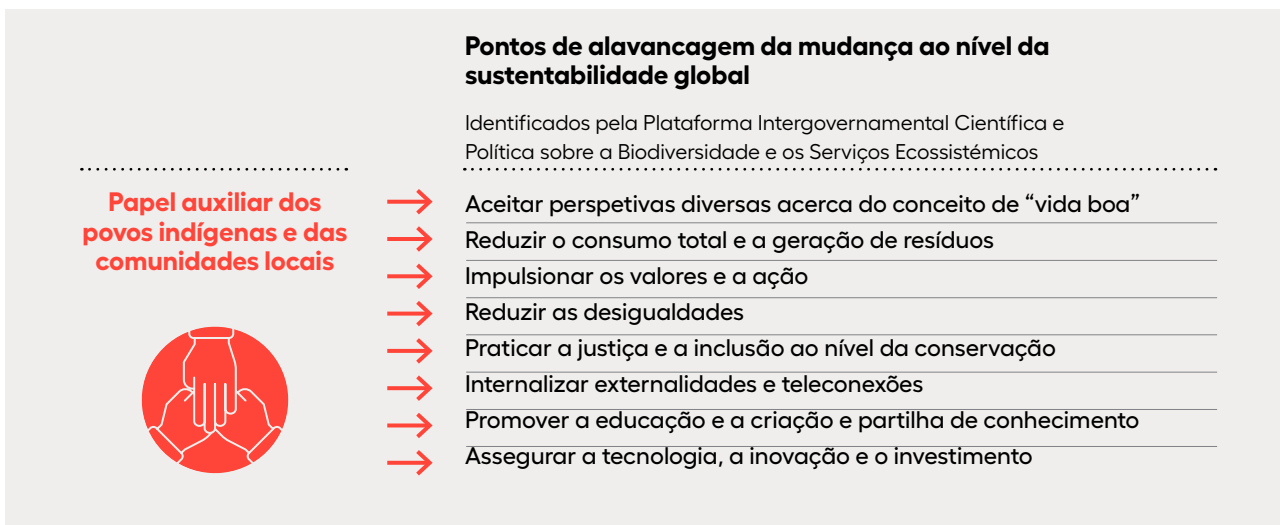 Pontos de alavancagem da mudança ao nível da
sustentabilidade global
Identificados pela Plataforma Intergovernamental Científica e
Política sobre a Biodiversidade e os Serviços Ecossistémicos
Papel auxiliar dos
povos indígenas e das
comunidades locais
Aceitar perspetivas diversas acerca do conceito de “vida boa”
Reduzir o consumo total e a geração de resíduos
Impulsionar os valores e a ação
Reduzir as desigualdades
Praticar a justiça e a inclusão ao nível da conservação
Internalizar externalidades e teleconexões
Promover a educação e a criação e partilha de conhecimento
Assegurar a tecnologia, a inovação e o investimento